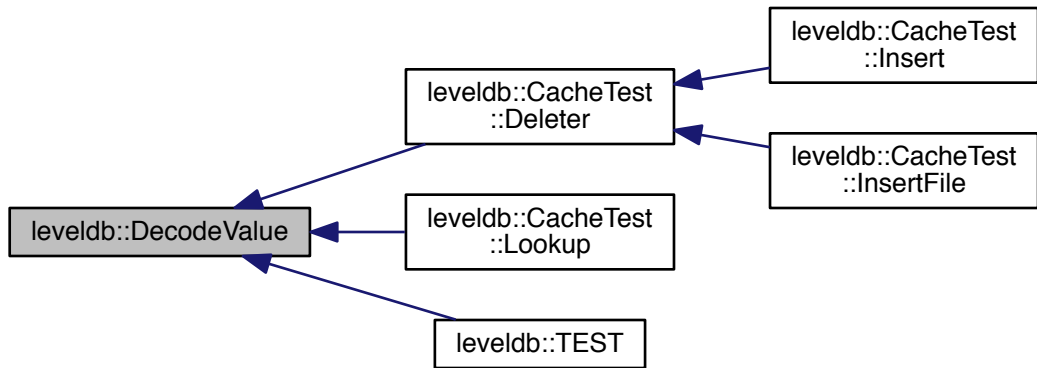 leveldb::DecodeValue
leveldb::CacheTest
::Deleter
leveldb::CacheTest
::Insert
leveldb::CacheTest
::InsertFile
leveldb::CacheTest
::Lookup
leveldb::TEST